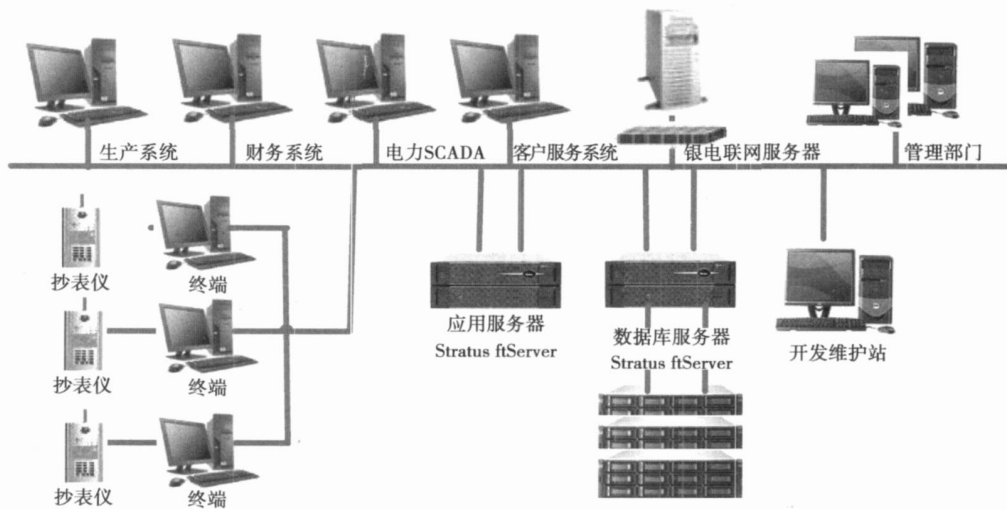 生产系统
财务系统
电力SCADA
客户服务系统
银电联网服务器
管理部门
抄表仪
终端
应用服务器
Stratus ftServer
数据库服务器
Stratus ftServer
开发维护站
抄表仪
终端
抄表仪
终端